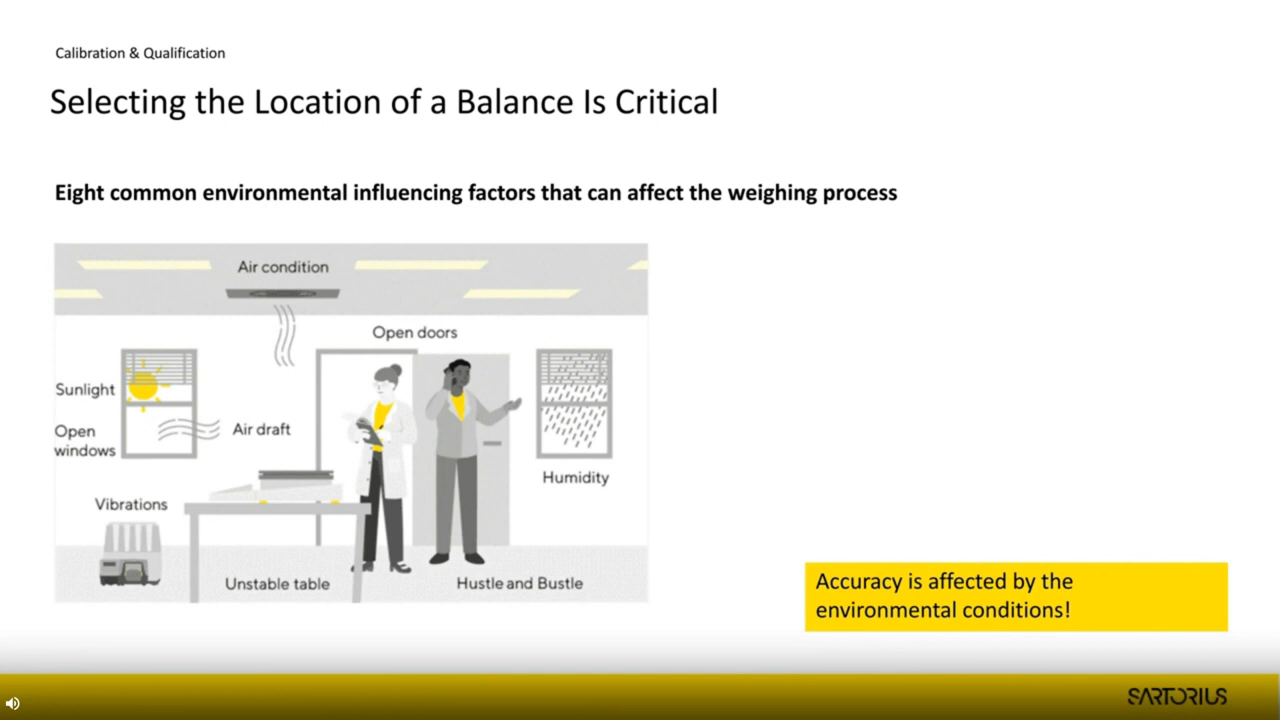 Calibration & Qualification
Selecting the Location of a Balance Is Critical
Eight common environmental influencing factors that can affect the weighing process
Air condition
Open doors
Sunlight
Open
windows
Air draft
Humidity
Vibrations
Unstable table
Hustle and Bustle
Accuracy is affected by the
environmental conditions!
SARTORIUS